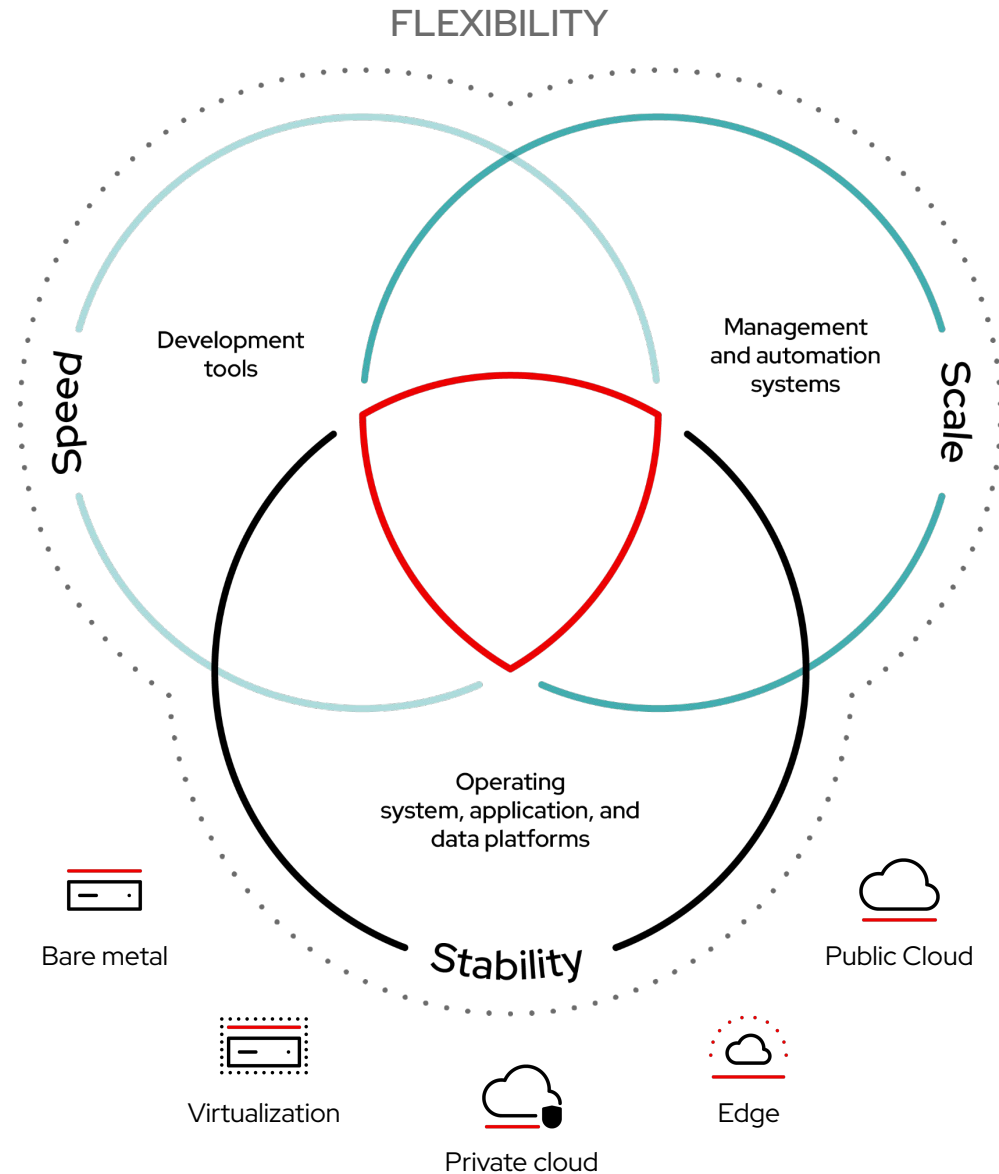 FLEXIBILITY
Development
tools
Management
and automation
systems
Speed
Scale
Operating
system, application, and
data platforms
Stability
Bare metal
Public Cloud
Virtualization
Edge
Private cloud